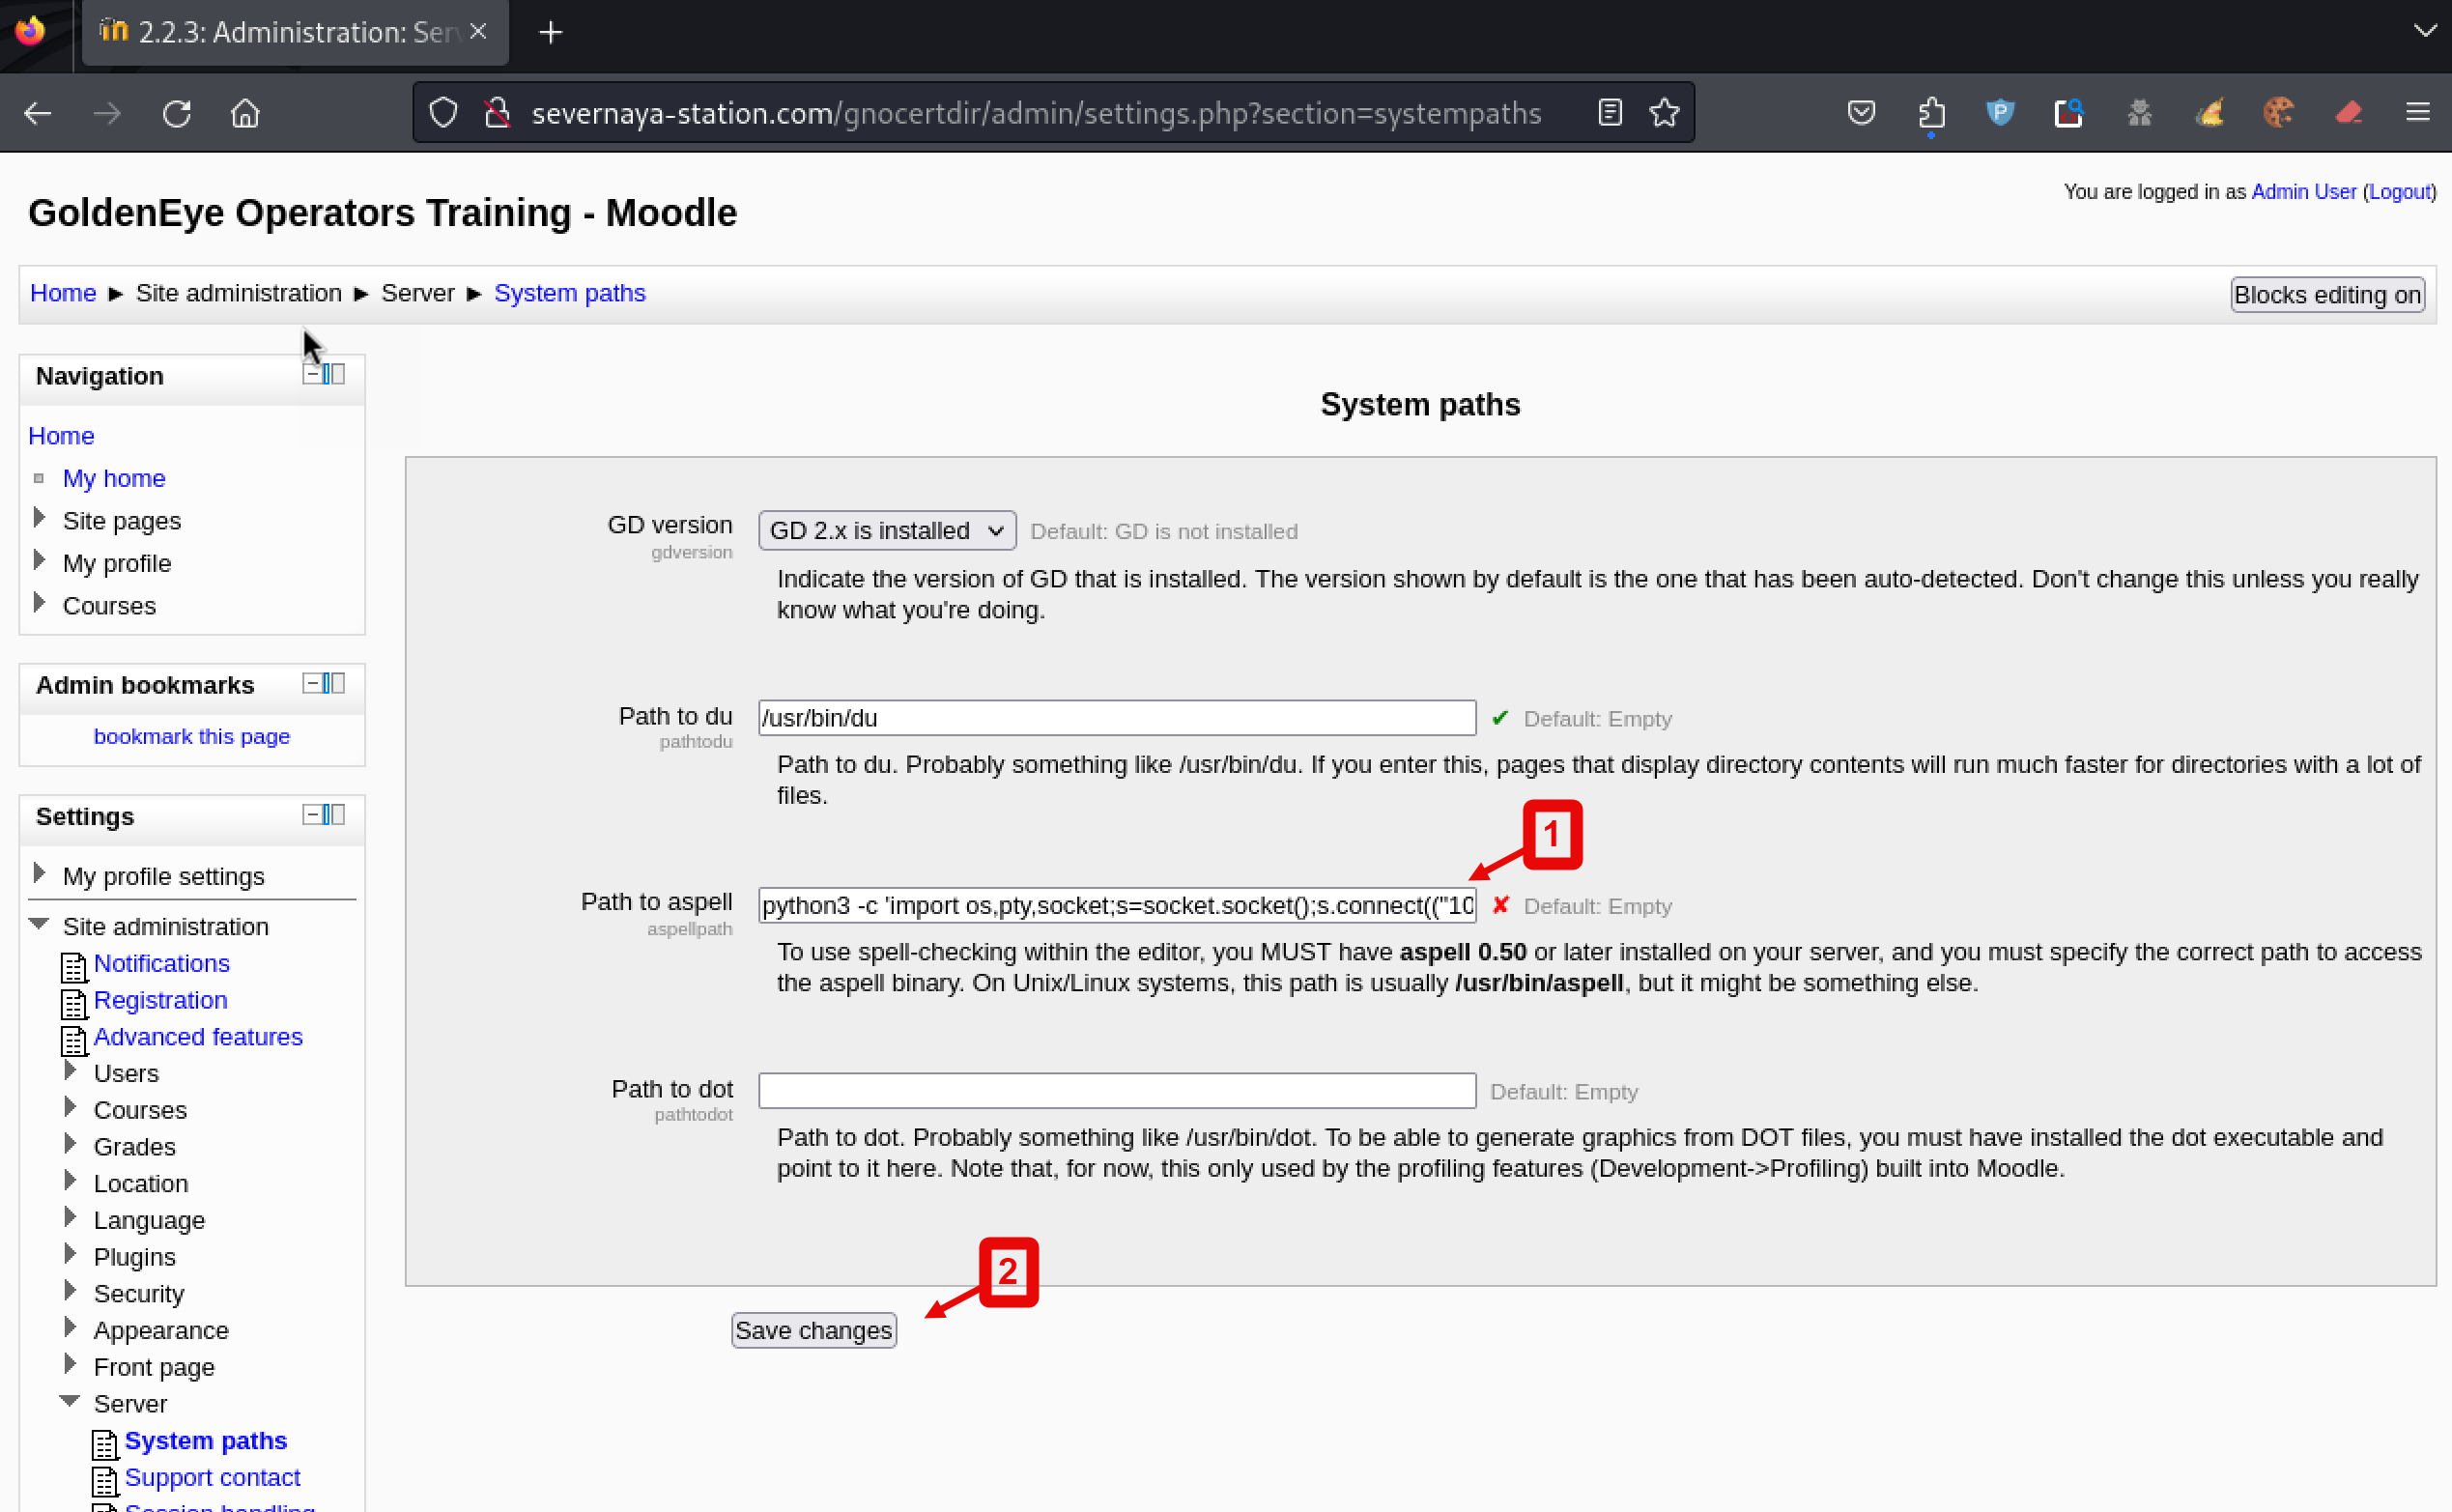 2.2.3: Administration: Serv
severnaya-station.com/gnocertdir/admin/settings.php?section=systempaths
GoldenEye Operators Training - Moodle
You are logged in as Admin User (Logout)
Home ► Site administration ► Server ► System paths
Blocks editing on
Navigation
Home
My home
Site pages
My profile
Courses
Admin bookmarks
bookmark this page
Settings
My profile settings
Site administration
Notifications
Registration
Advanced features
Users
Courses
Grades
Location
Language
Plugins
Security
Appearance
Front page
Server
System paths
Support contact
Session handling
System paths
GD version
gdversion
GD 2.x is installed
Default: GD is not installed
Indicate the version of GD that is installed. The version shown by default is the one that has been auto-detected. Don't change this unless you really
know what you're doing.
Path to du
pathtodu
/usr/bin/du
✔ Default: Empty
Path to du. Probably something like /usr/bin/du. If you enter this, pages that display directory contents will run much faster for directories with a lot of
files.
1
Path to aspell
aspellpath
python3 -c 'import os,pty,socket;s=socket.socket();s.connect(("10
✘ Default: Empty
To use spell-checking within the editor, you MUST have aspell 0.50 or later installed on your server, and you must specify the correct path to access
the aspell binary. On Unix/Linux systems, this path is usually /usr/bin/aspell, but it might be something else.
Path to dot
pathtodot
Default: Empty
Path to dot. Probably something like /usr/bin/dot. To be able to generate graphics from DOT files, you must have installed the dot executable and
point to it here. Note that, for now, this only used by the profiling features (Development->Profiling) built into Moodle.
2
Save changes